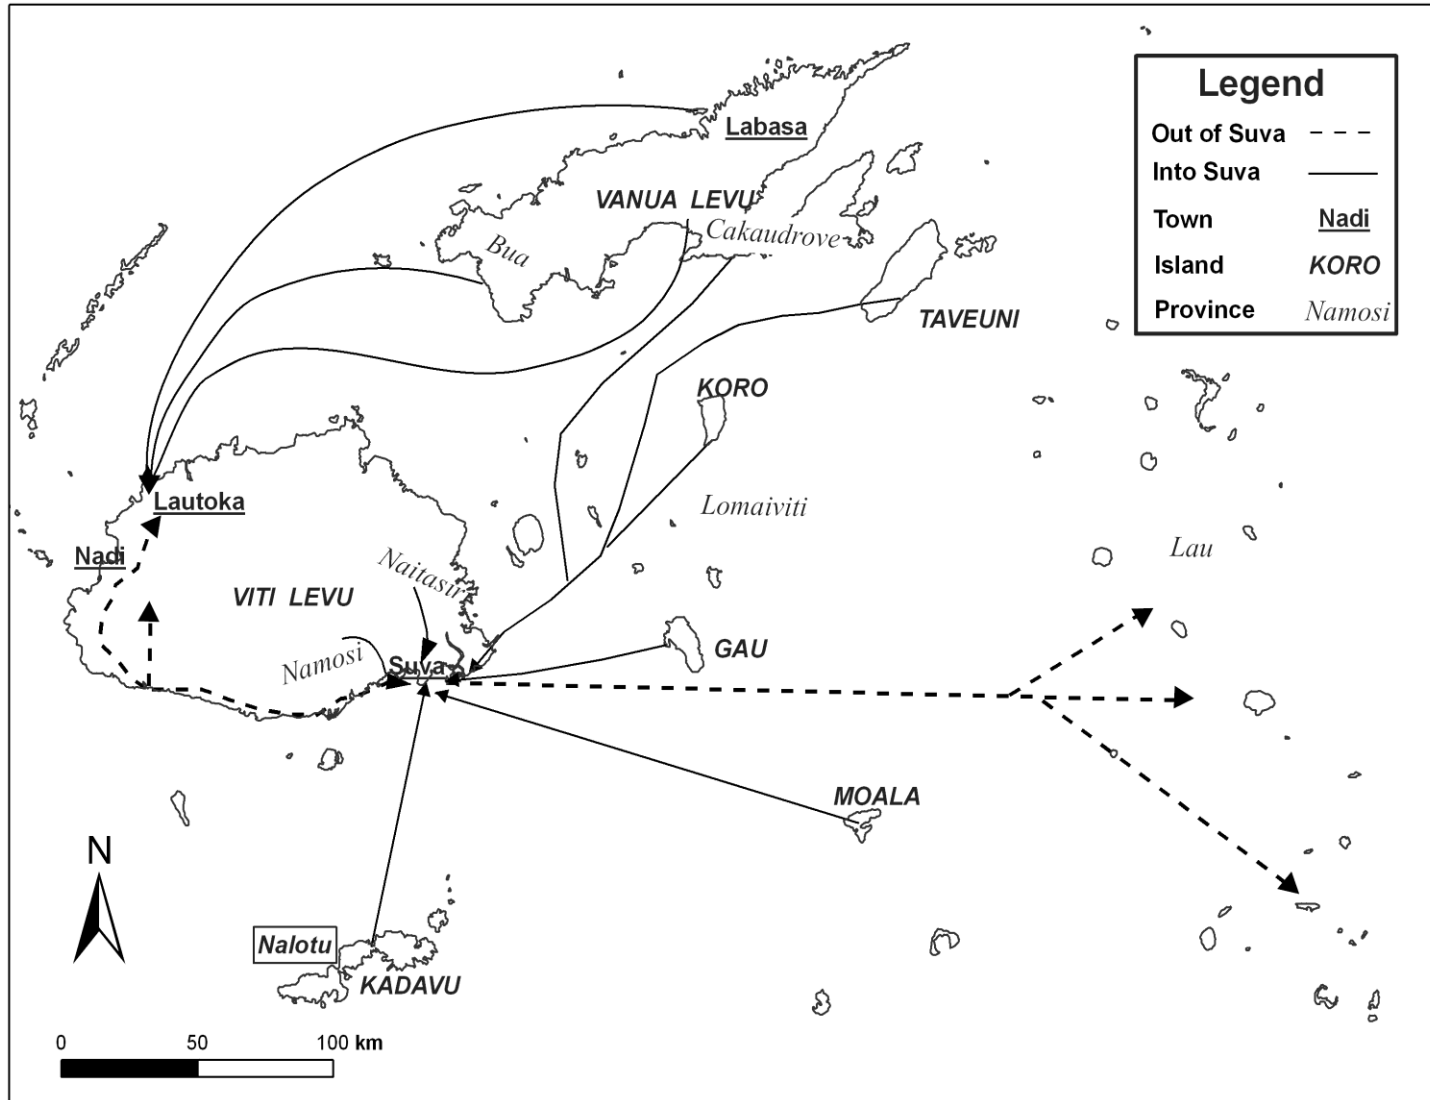 Legend
Out of Suva
Into Suva
Town Nadi
Island KORO
Province Namosi
Labasa
VANUA LEVU
Cakaudrove
Bua
TAVEUNI
KORO
Lautoka
Lomaiviti
Nadi
Naitasir
Lau
VITI LEVU
GAU
Namosi
Suva
MOALA
N
Nalotu
KADAVU
0 50 100 km